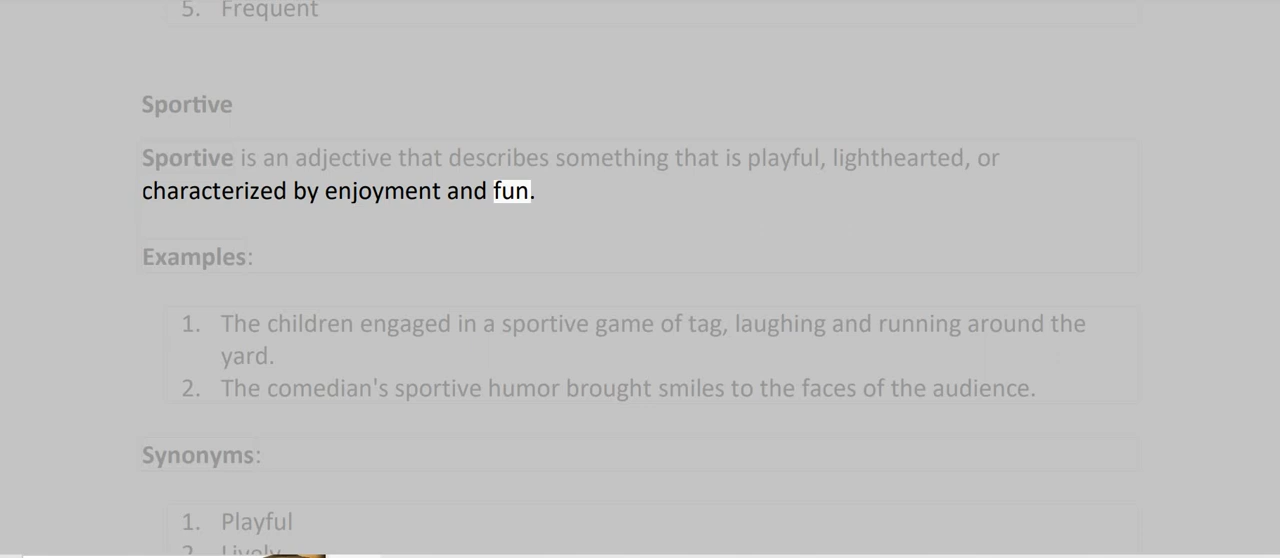 5. Frequent
Sportive
Sportive is an adjective that describes something that is playful, lighthearted, or
characterized by enjoyment and fun.
Examples:
1. The children engaged in a sportive game of tag, laughing and running around the
yard.
2. The comedian's sportive humor brought smiles to the faces of the audience.
Synonyms:
1. Playful
2. Lively